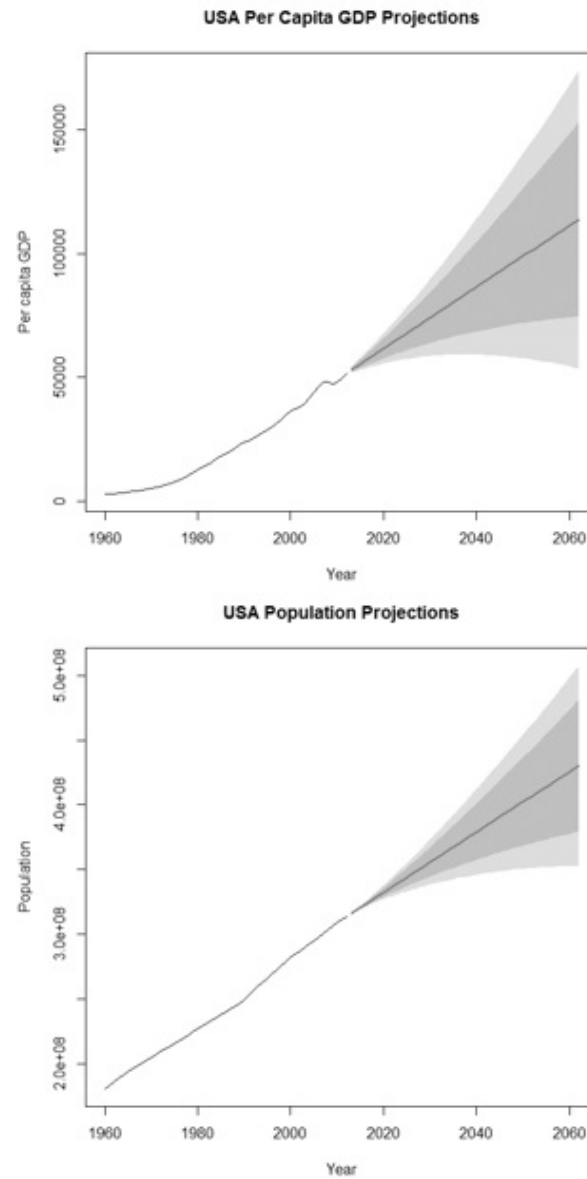 USA Per Capita GDP Projections
150000
100000
50000
0
Per capita GDP
1960 1980 2000 2020 2040 2060
Year
USA Population Projections
5.0e+08
4.0e+08
3.0e+08
2.0e+08
Population
1960 1980 2000 2020 2040 2060
Year